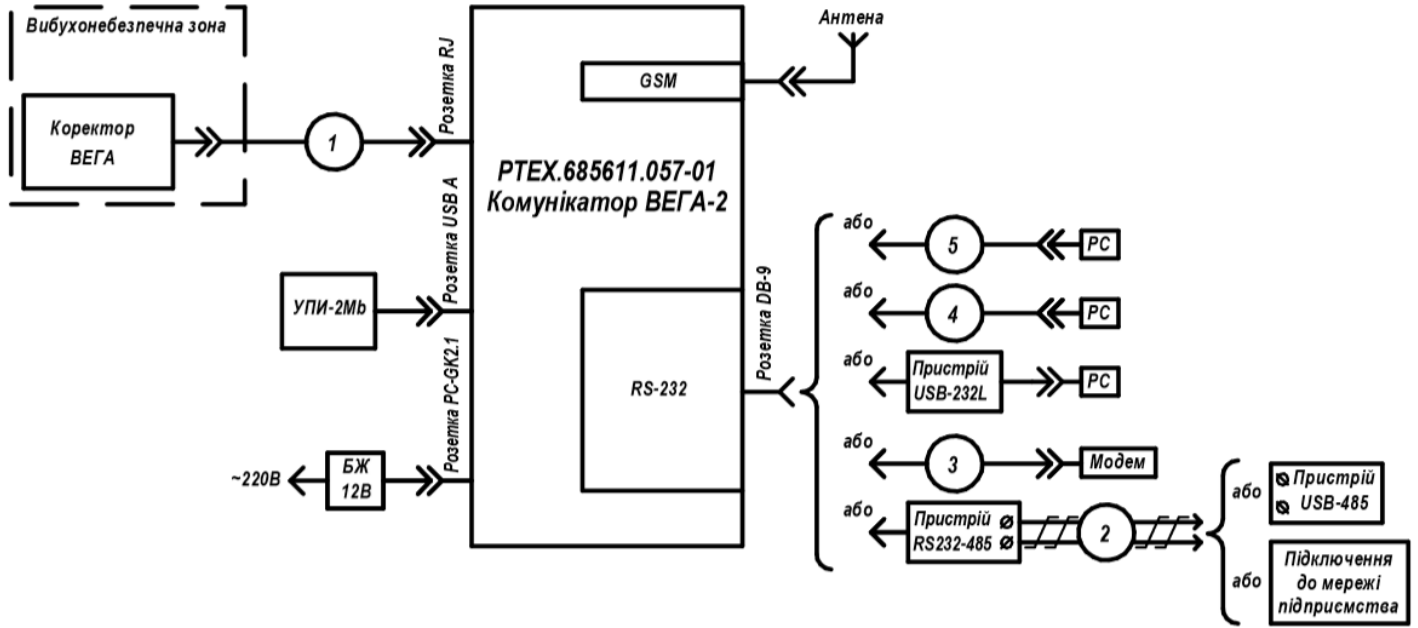 Вибухонебезпечна зона
Коректор
ВЕГА
1
Розетка RJ
GSM
Антена
РТЕХ.685611.057-01
Комунікатор ВЕГА-2
Розетка USB A
УПИ-2Mb
Розетка PC-GK2.1
~220В
БЖ
12В
RS-232
Розетка DB-9
або
5
PC
або
4
PC
або
Пристрій
USB-232L
PC
або
3
Модем
або
Пристрій
RS232-485
2
або
Пристрій
USB-485
або
Підключення
до мережі
підприємства